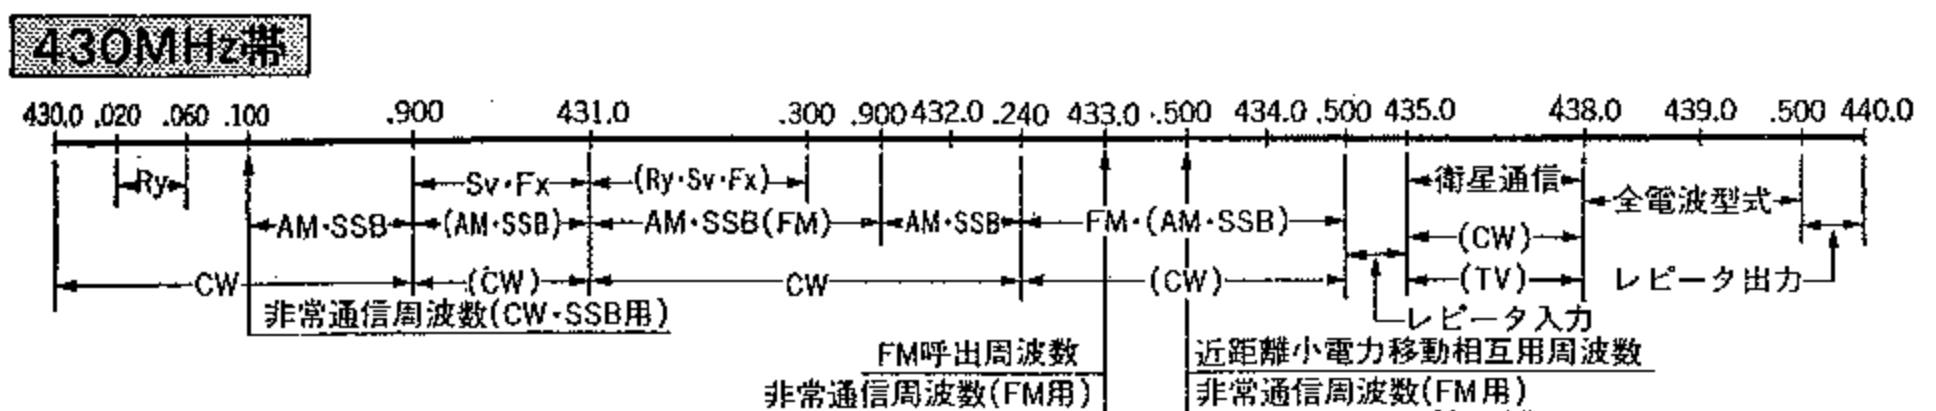 430MHz帯
430.0 .020 .060 .100 .900 431.0 .300 .900 432.0 .240 433.0 .500 434.0 .500 435.0 438.0 439.0 .500 440.0
Ry Sv・Fx (Ry・Sv・Fx) 衛星通信
AM・SSB (AM・SSB) AM・SSB(FM) AM・SSB FM・(AM・SSB) 全電波型式
(CW)
CW (CW) CW (CW) (TV) レピータ出力
非常通信周波数(CW・SSB用) レピータ入力
FM呼出周波数 近距離小電力移動相互用周波数
非常通信周波数(FM用) 非常通信周波数(FM用)